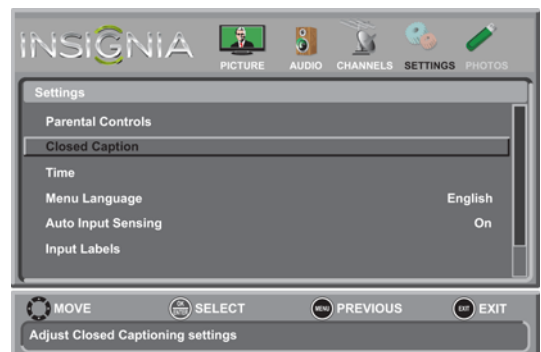 INSIGNIA
PICTURE AUDIO CHANNELS SETTINGS PHOTOS
Settings
Parental Controls
Closed Caption
Time
Menu Language English
Auto Input Sensing On
Input Labels
MOVE OK ENTER SELECT MENU PREVIOUS EXIT EXIT
Adjust Closed Captioning settings